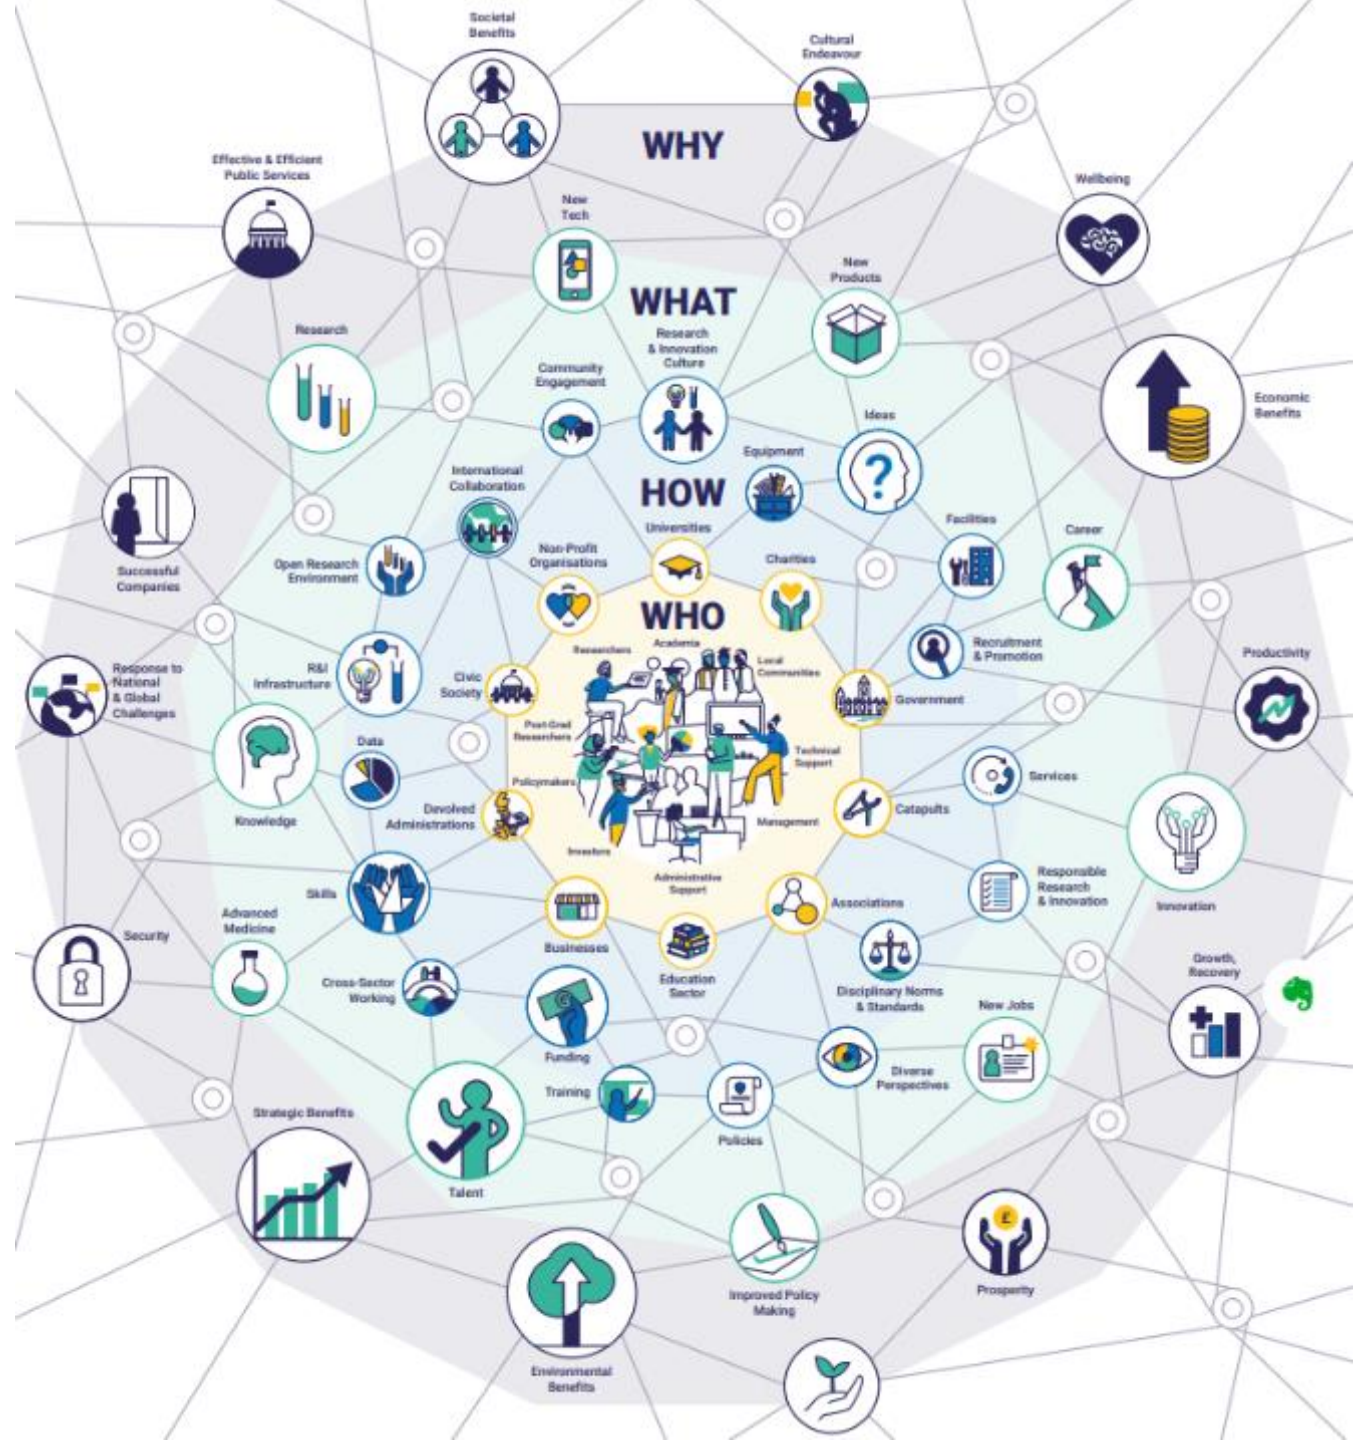 Societal
Benefits
Cultural
Endeavour
WHY
Effective & Efficient
Public Services
Wellbeing
New
Tech
New
Products
WHAT
Research
Research
& Innovation
Culture
Community
Engagement
Economic
Benefits
Ideas
Equipment
International
Collaboration
HOW
Universities
Facilities
Career
Non-Profit
Organisations
Charities
Open Research
Environment
Successful
Companies
WHO
Academia
Researchers
Local
Communities
Recruitment
& Promotion
Productivity
Response to
National
& Global
Challenges
R&I
Infrastructure
Civic
Society
Government
Post-Grad
Researchers
Data
Technical
Support
Services
Policymakers
Knowledge
Devolved
Administrations
Catapults
Management
Investors
Administrative
Support
Skills
Responsible
Research
& Innovation
Associations
Innovation
Advanced
Medicine
Security
Businesses
Education
Sector
Growth,
Recovery
Cross-Sector
Working
Disciplinary Norms
& Standards
New Jobs
Funding
Diverse
Perspectives
Training
Strategic Benefits
Policies
Talent
£
Improved Policy
Making
Prosperity
Environmental
Benefits